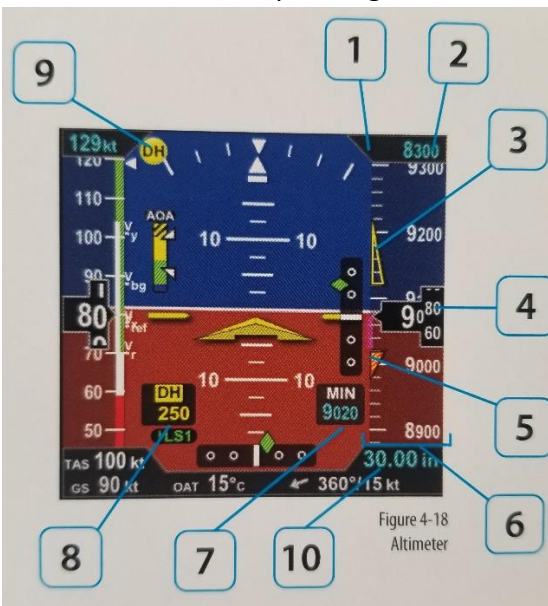 1
2
9
3
129kt
DH
8300
120
9300
110
AOA
100
Vy
10
10
9200
90
Vbg
4
80
9080
60
Vref
70
Vr
9000
10
10
5
60
DH
MIN
250
9020
50
8900
TAS 100 kt
30.00 in
GS 90 kt
OAT 15°C
360°/15 kt
6
Figure 4-18
Altimeter
8
7
10